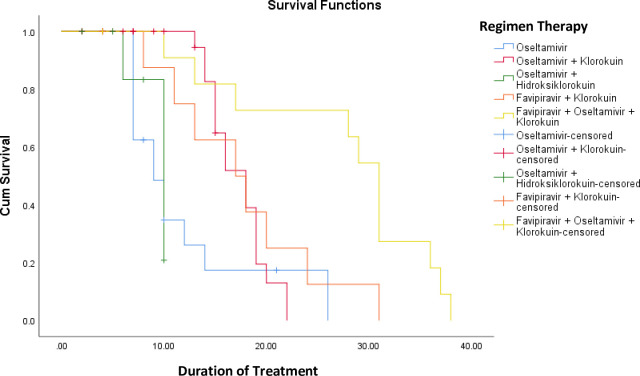 Survival Functions
Regimen Therapy
Oseltamivir
Oseltamivir + Klorokuin
Oseltamivir +
Hidroksiklorokuin
Favipiravir + Klorokuin
Favipiravir + Oseltamivir +
Klorokuin
Oseltamivir-censored
Oseltamivir + Klorokuin-
censored
Oseltamivir +
Hidroksiklorokuin-censored
Favipiravir + Klorokuin-
censored
Favipiravir + Oseltamivir +
Klorokuin-censored
Cum Survival
1.0
0.8
0.6
0.4
0.2
0.0
.00 10.00 20.00 30.00 40.00
Duration of Treatment